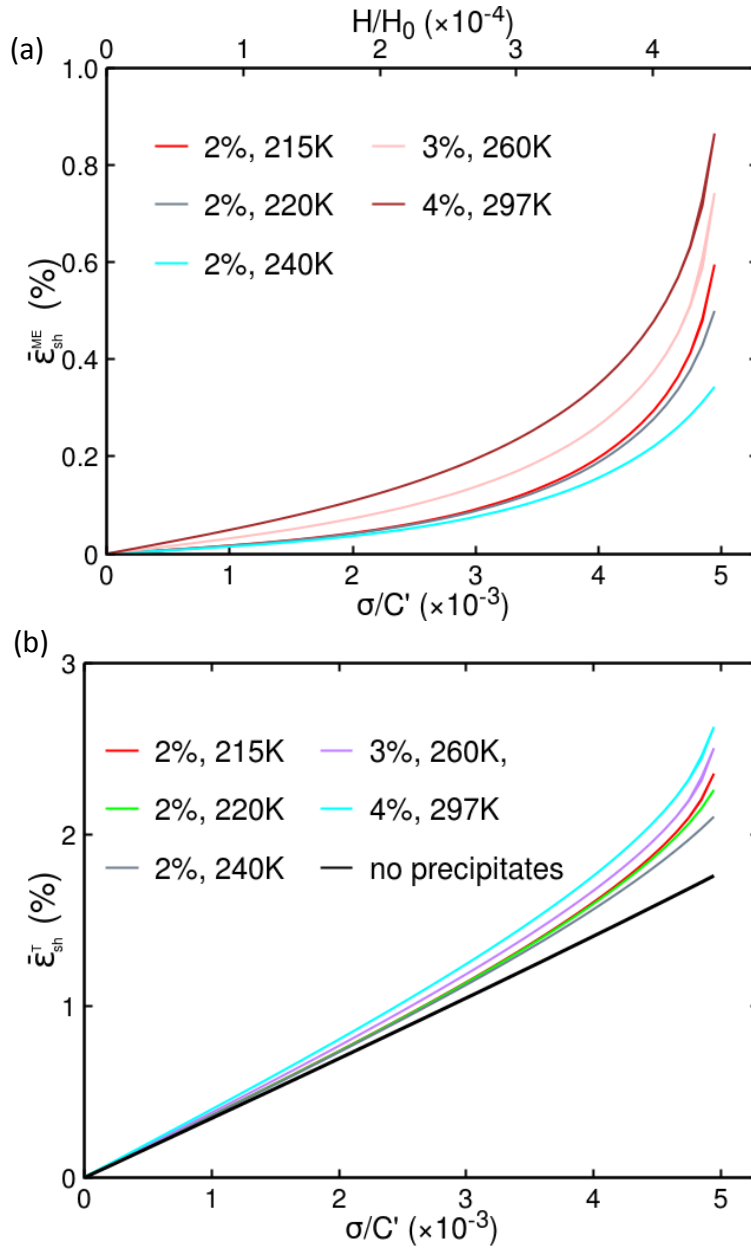 H/H0 (×10-4)
0 1 2 3 4
(a)
1.0
0.8
0.6
0.4
0.2
0
2%, 215K
3%, 260K
2%, 220K
4%, 297K
2%, 240K
ε̄shME (%)
0 1 2 3 4 5
σ/C' (×10-3)
(b)
3
2
1
0
2%, 215K
3%, 260K,
2%, 220K
4%, 297K
2%, 240K
no precipitates
ε̄shT (%)
0 1 2 3 4 5
σ/C' (×10-3)